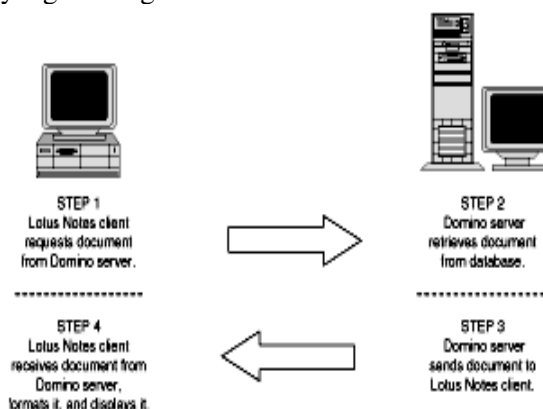 STEP 1
Lotus Notes client
requests document
from Domino server.
STEP 2
Domino server
retrieves document
from database.
STEP 3
Domino server
sends document to
Lotus Notes client.
STEP 4
Lotus Notes client
receives document from
Domino server,
formats it, and displays it.